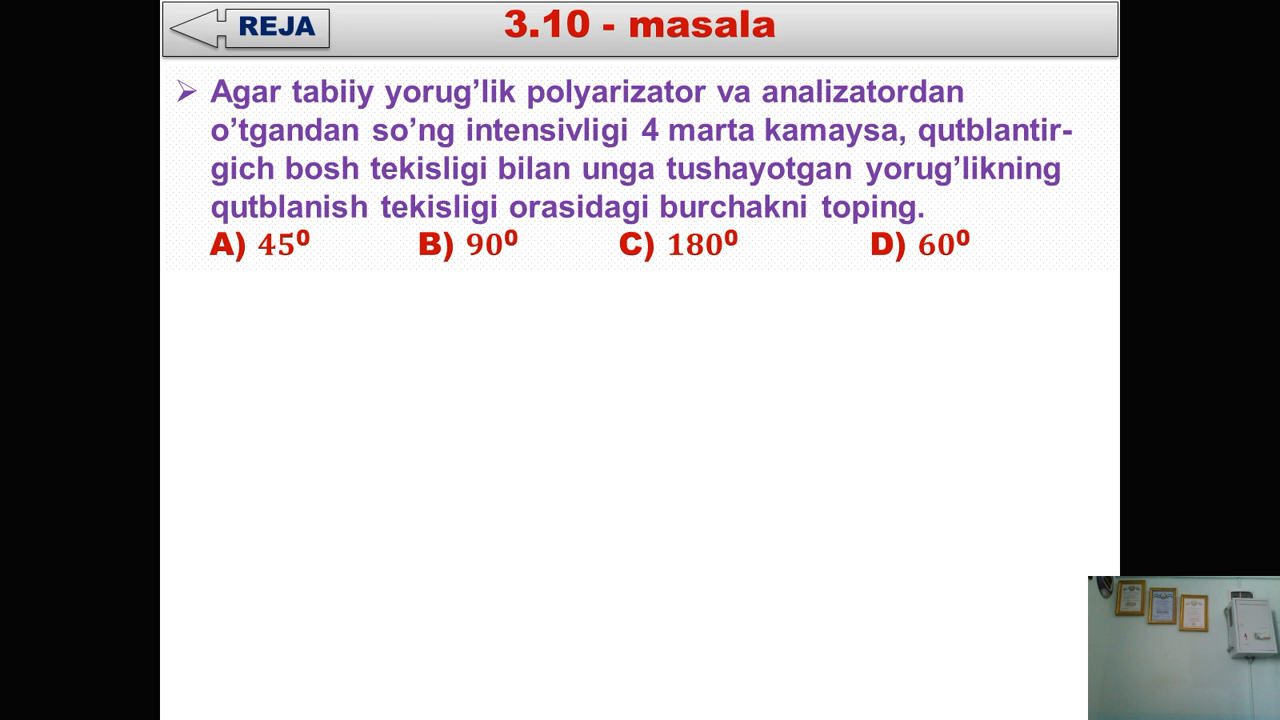 REJA
3.10 - masala
➢ Agar tabiiy yorug’lik polyarizator va analizatordan
o’tgandan so’ng intensivligi 4 marta kamaysa, qutblantir-
gich bosh tekisligi bilan unga tushayotgan yorug’likning
qutblanish tekisligi orasidagi burchakni toping.
A) 45⁰ B) 90⁰ C) 180⁰ D) 60⁰